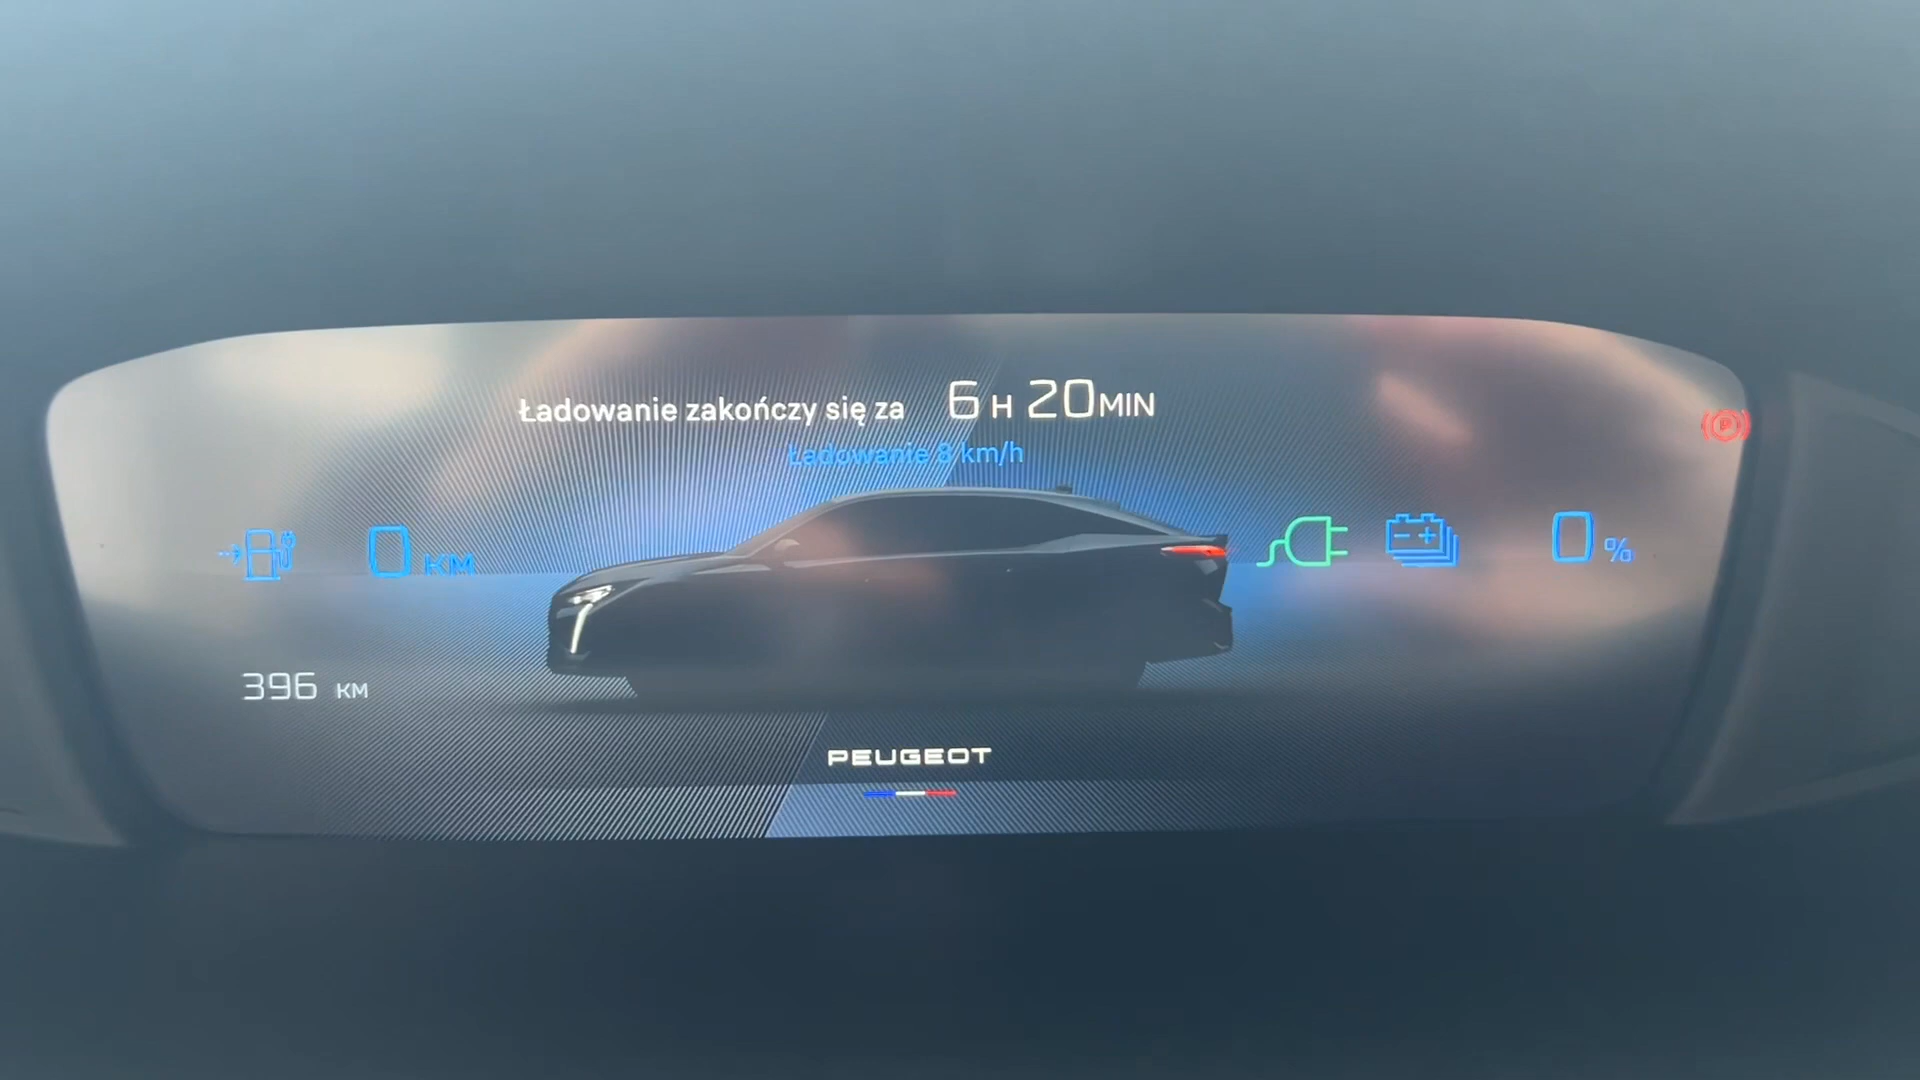 Ładowanie zakończy się za 6 H 20 MIN
Ładowanie 8 km/h
0 KM
0 %
P
396 KM
PEUGEOT